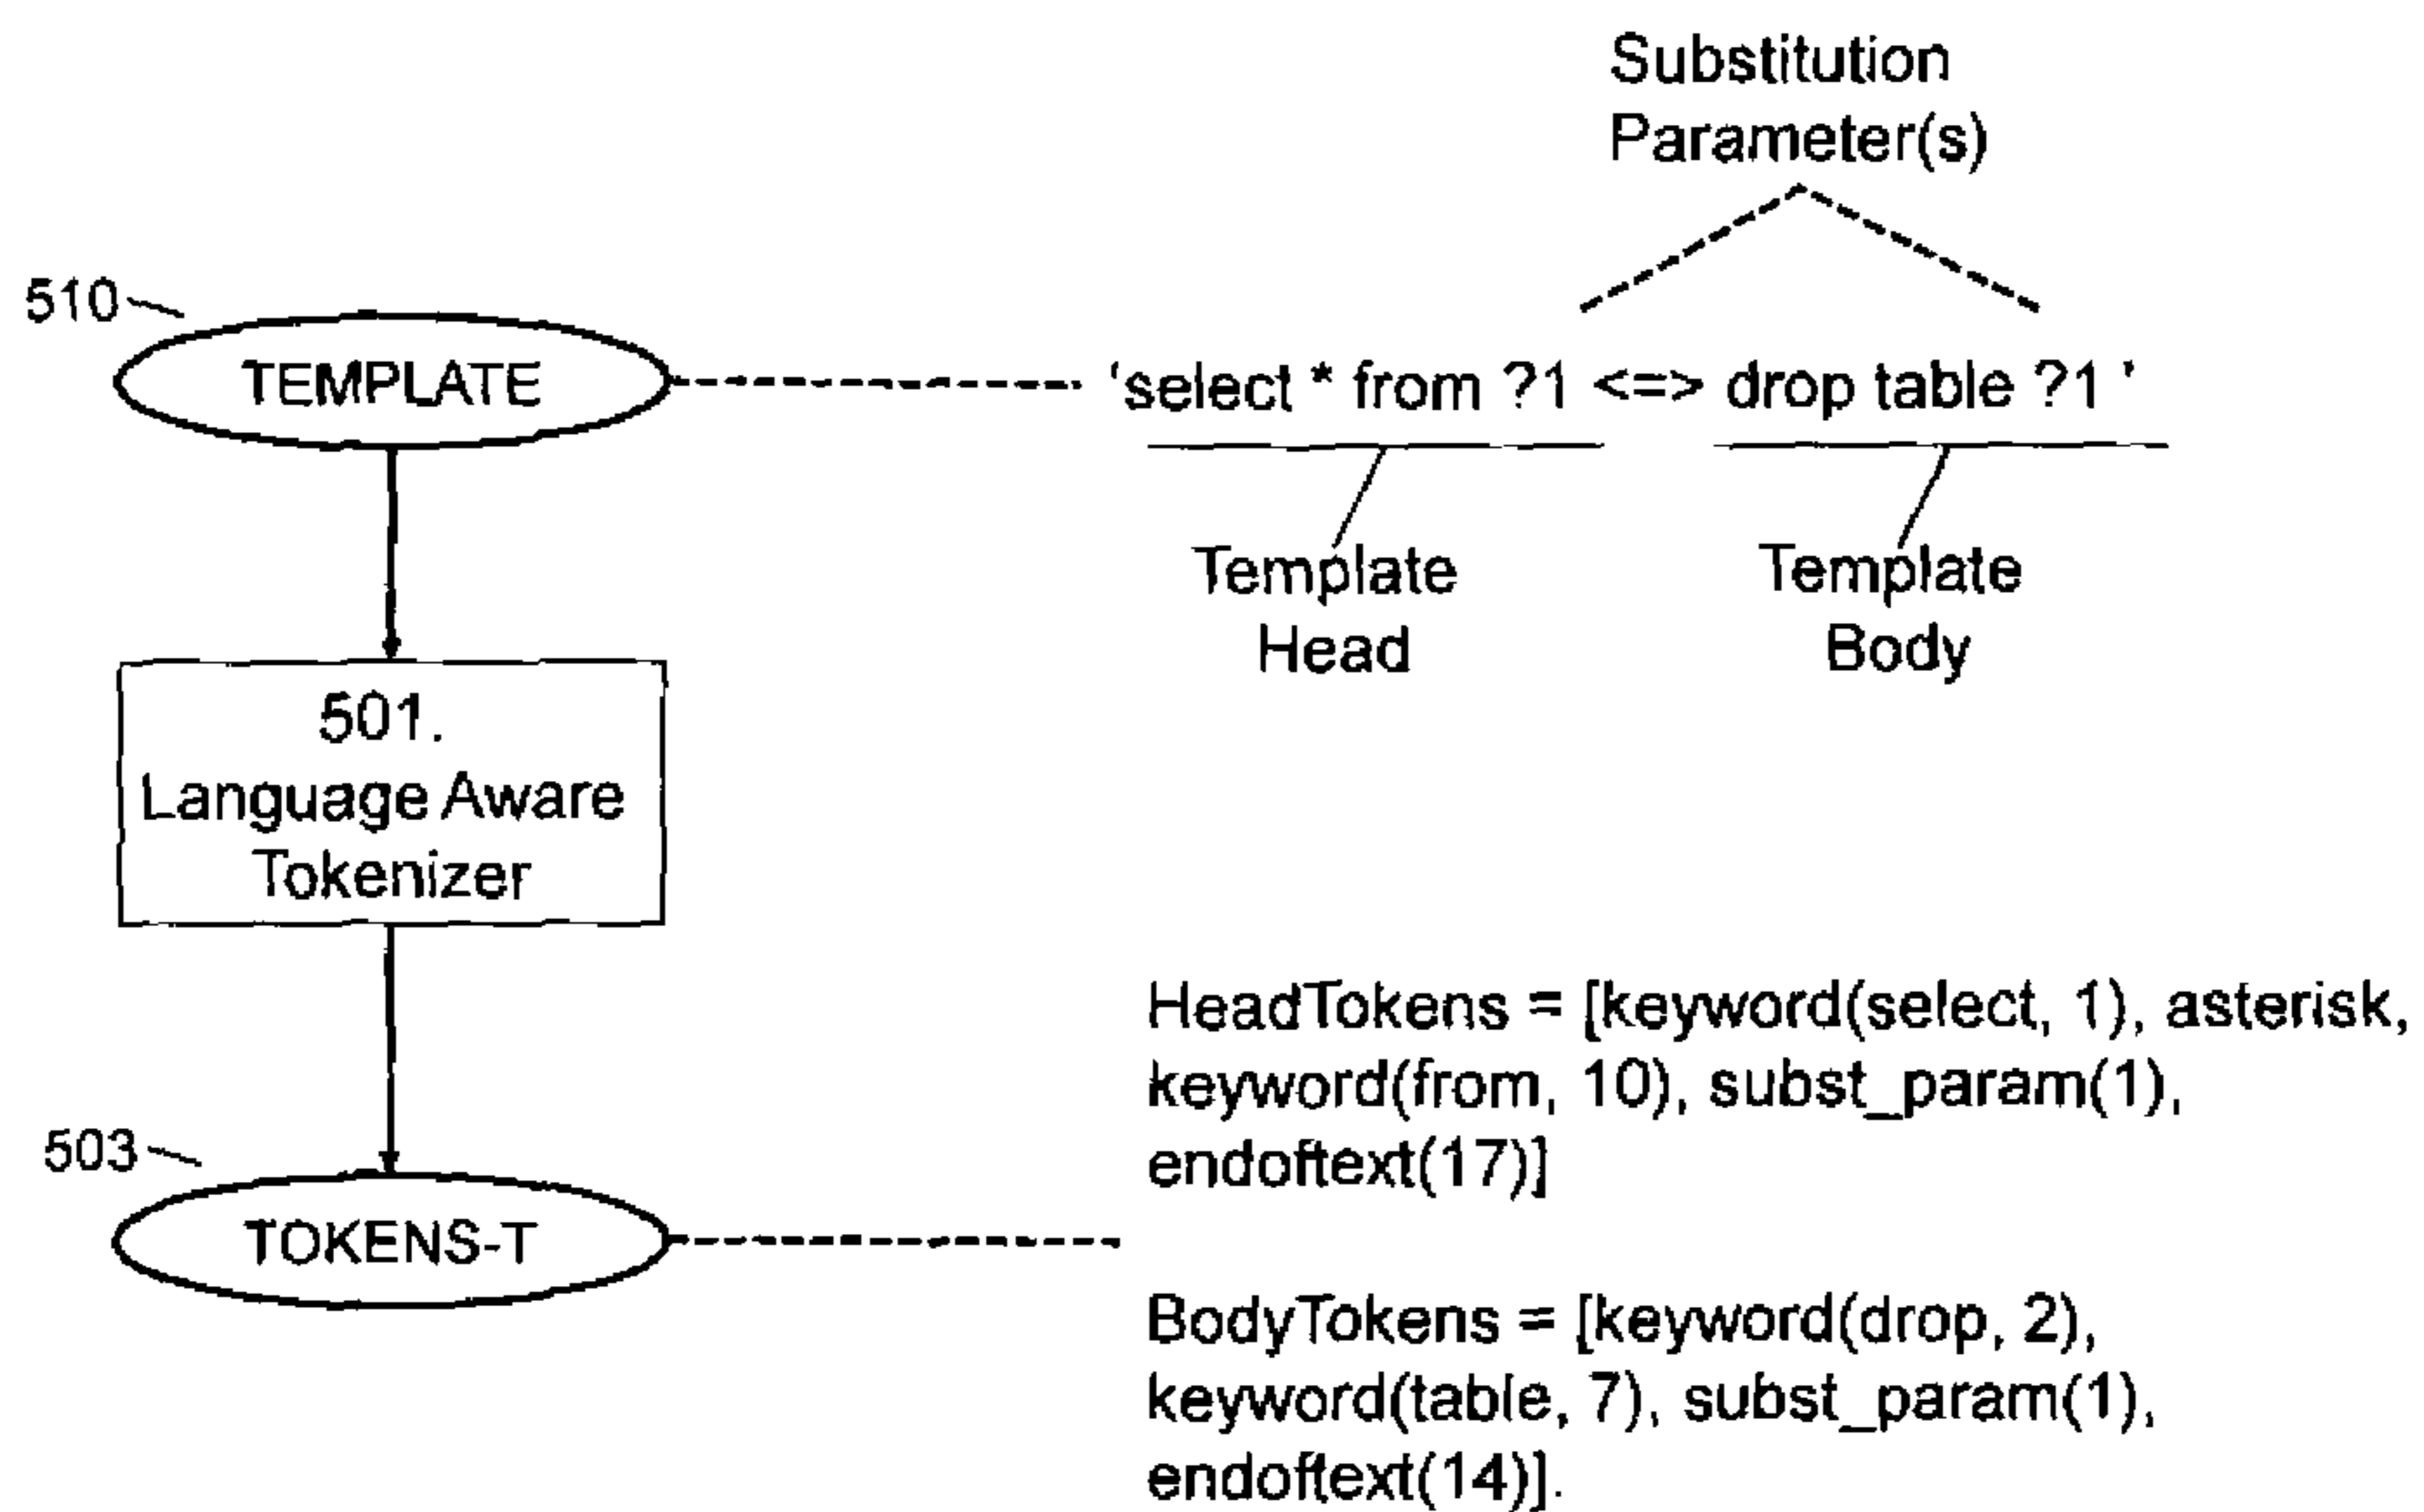 Substitution
Parameter(s)
510
TEMPLATE
'select * from ?1 <=> drop table ?1 '
Template
Head
Template
Body
501.
Language Aware
Tokenizer
HeadTokens = [keyword(select, 1), asterisk,
keyword(from, 10), subst_param(1),
endoftext(17)]
503
TOKENS-T
BodyTokens = [keyword(drop, 2),
keyword(table, 7), subst_param(1),
endoftext(14)].